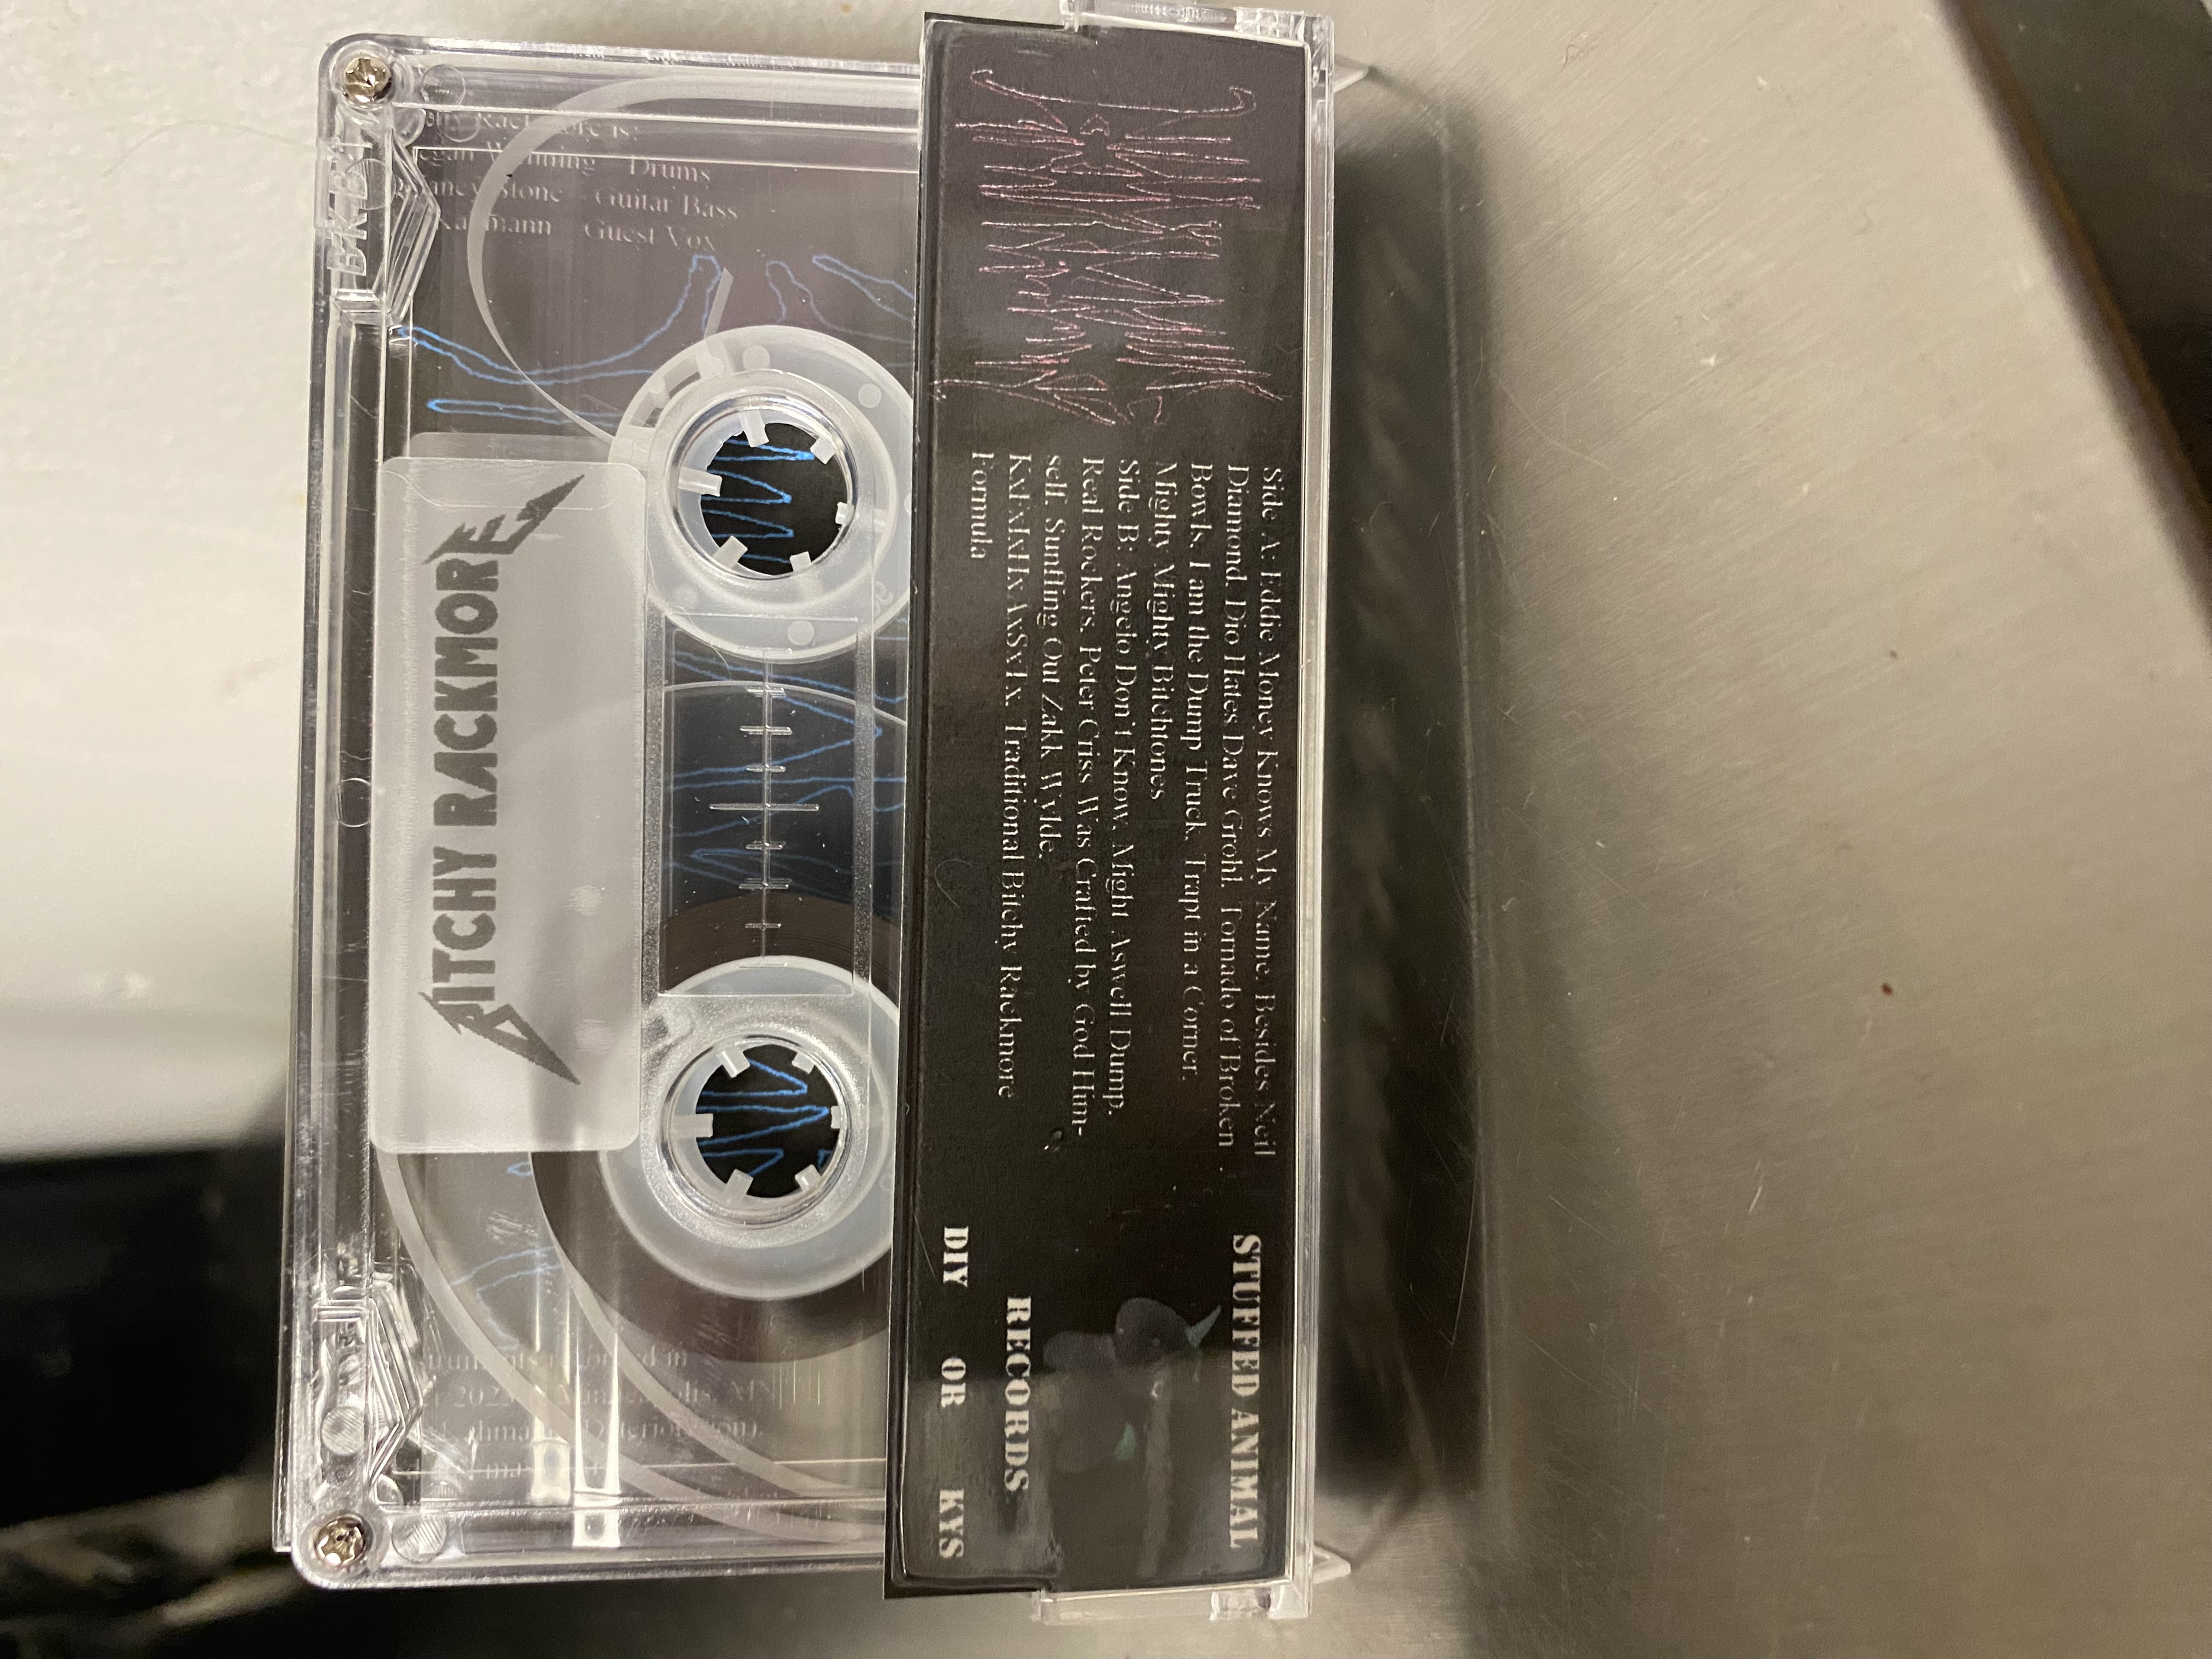 BITCHY RACKMORE
Side A: Eddie Money Knows My Name. Besides, Neil
Diamond. Dio Hates Dave Grohl. Tornado of Broken
Bowls. I am the Dump Truck. Trapt in a Corner.
Mighty Mighty Bitchtones
Side B: Angelo Don't Know. Might Aswell Dump.
Real Rockers. Peter Criss Was Crafted by God Him-
self. Stuffing Out Zakk Wylde.
Traditional Bitchy Rackmore
Formula
STUFFED ANIMAL
RECORDS
DIY OR KYS
Drums
Stone - Guitar Bass
Guest Vox